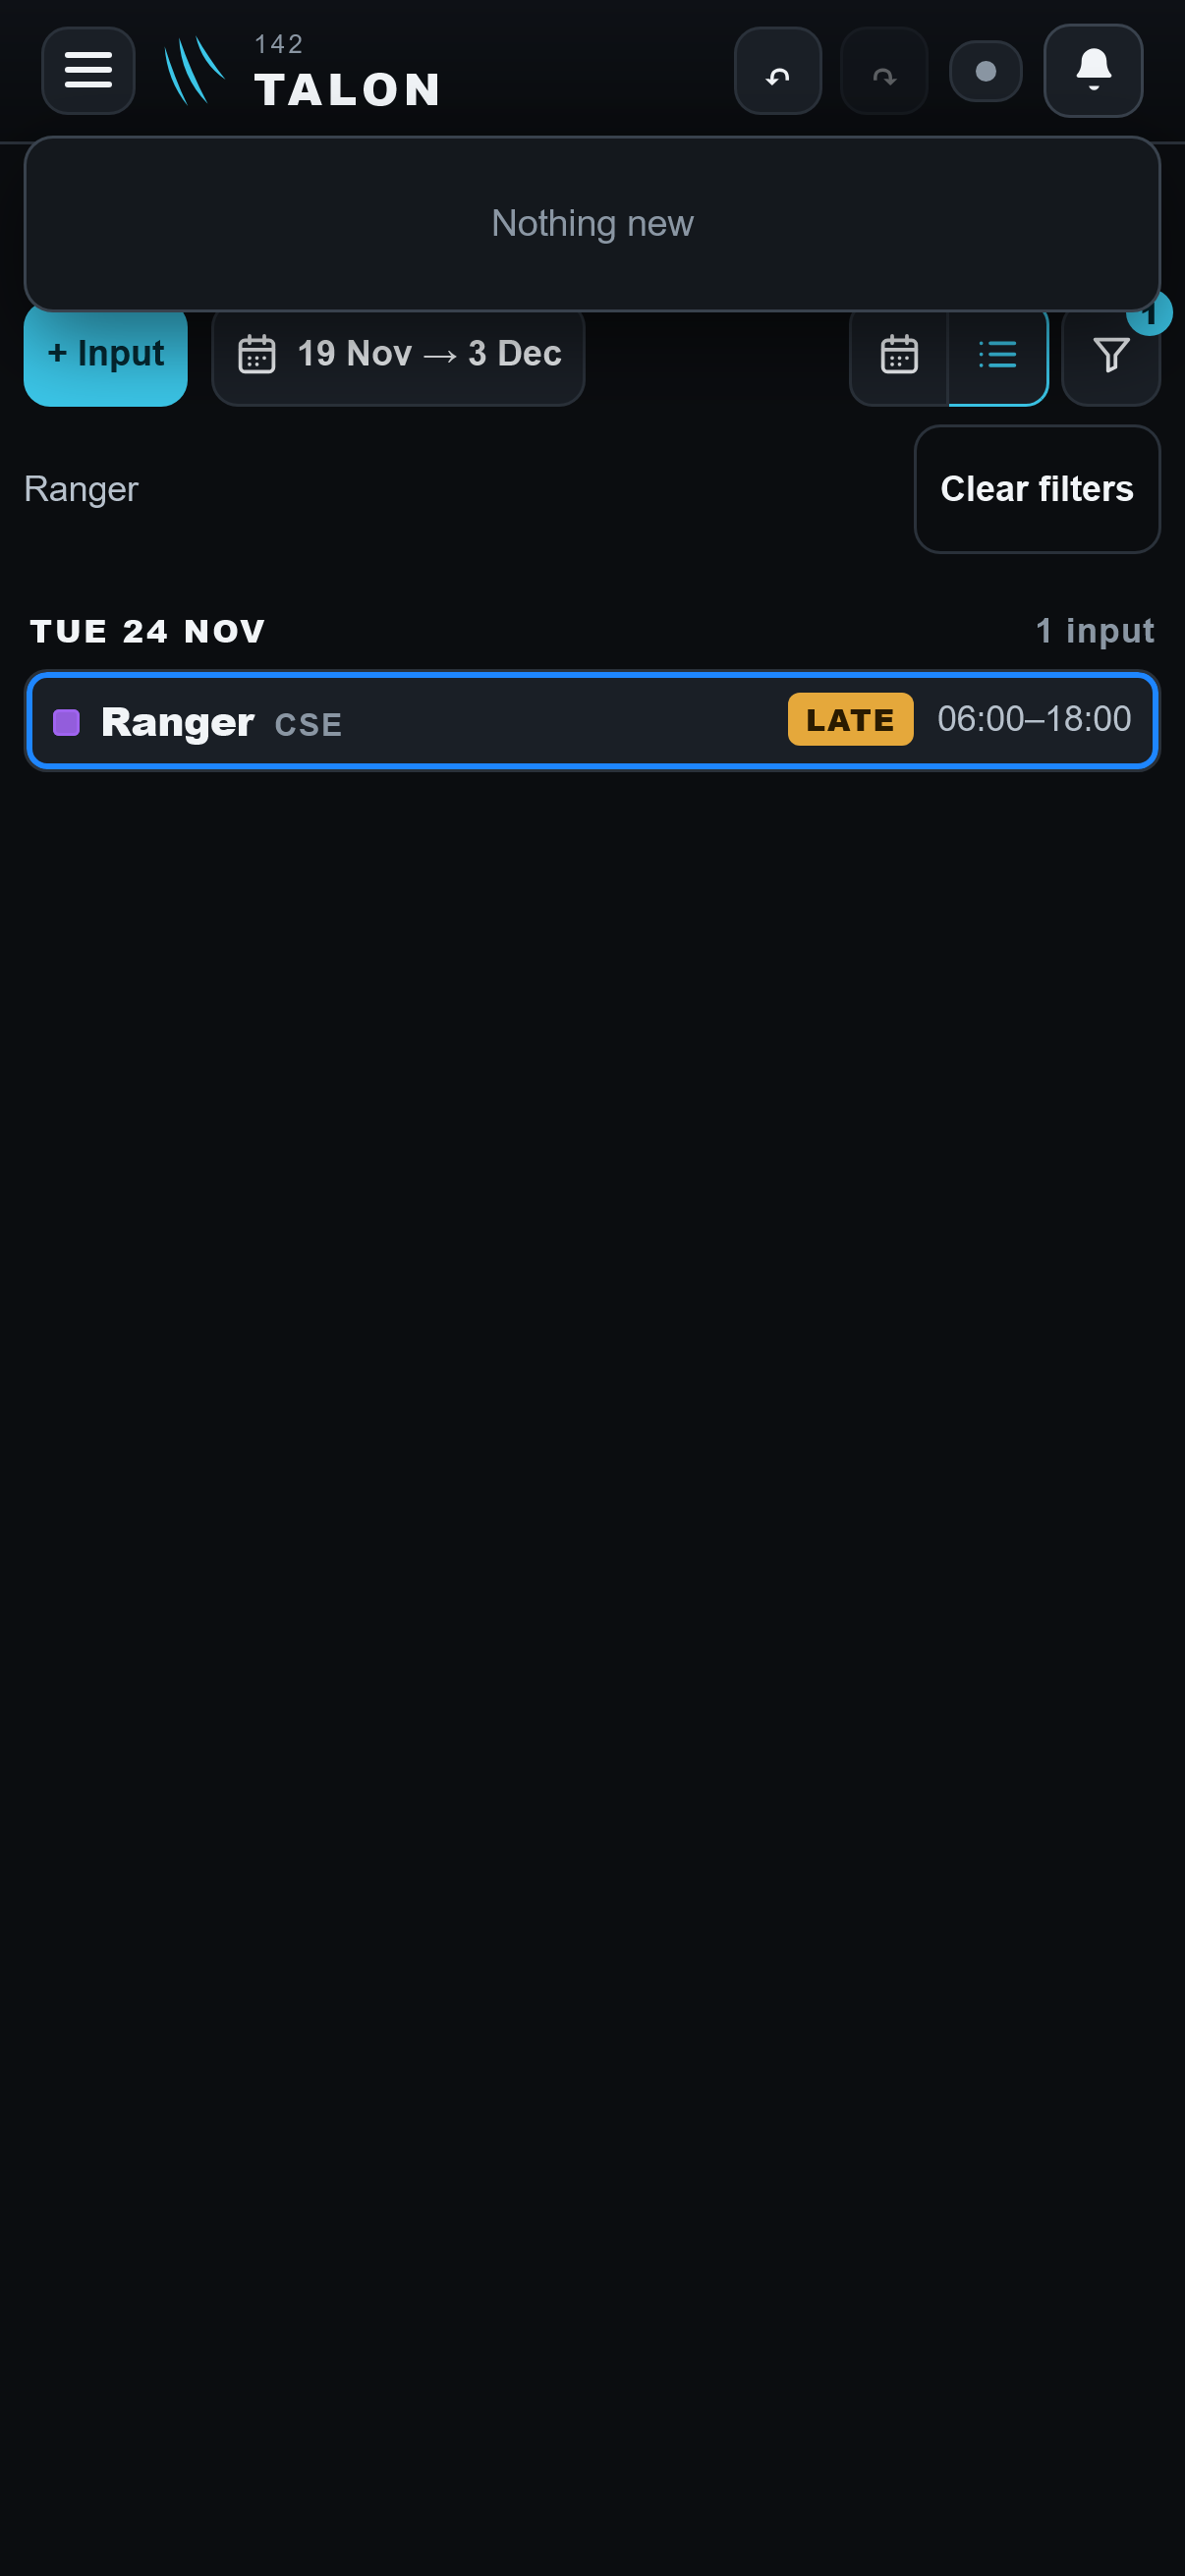 142
TALON
Nothing new
1
+ Input
19 Nov → 3 Dec
Ranger
Clear filters
TUE 24 NOV
1 input
Ranger CSE
LATE
06:00–18:00